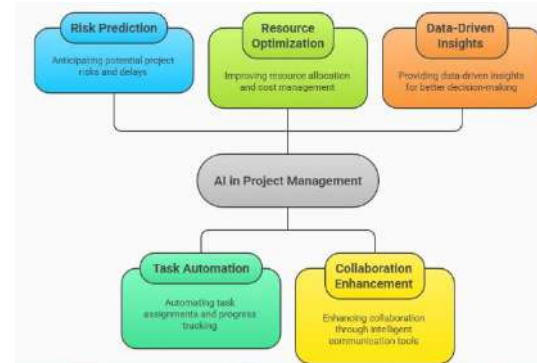 Risk Prediction
Anticipating potential project
risks and delays
Resource
Optimization
Improving resource allocation
and cost management
Data-Driven
Insights
Providing data-driven insights
for better decision-making
AI in Project Management
Task Automation
Automating task
assignments and progress
tracking
Collaboration
Enhancement
Enhancing collaboration
through intelligent
communication tools